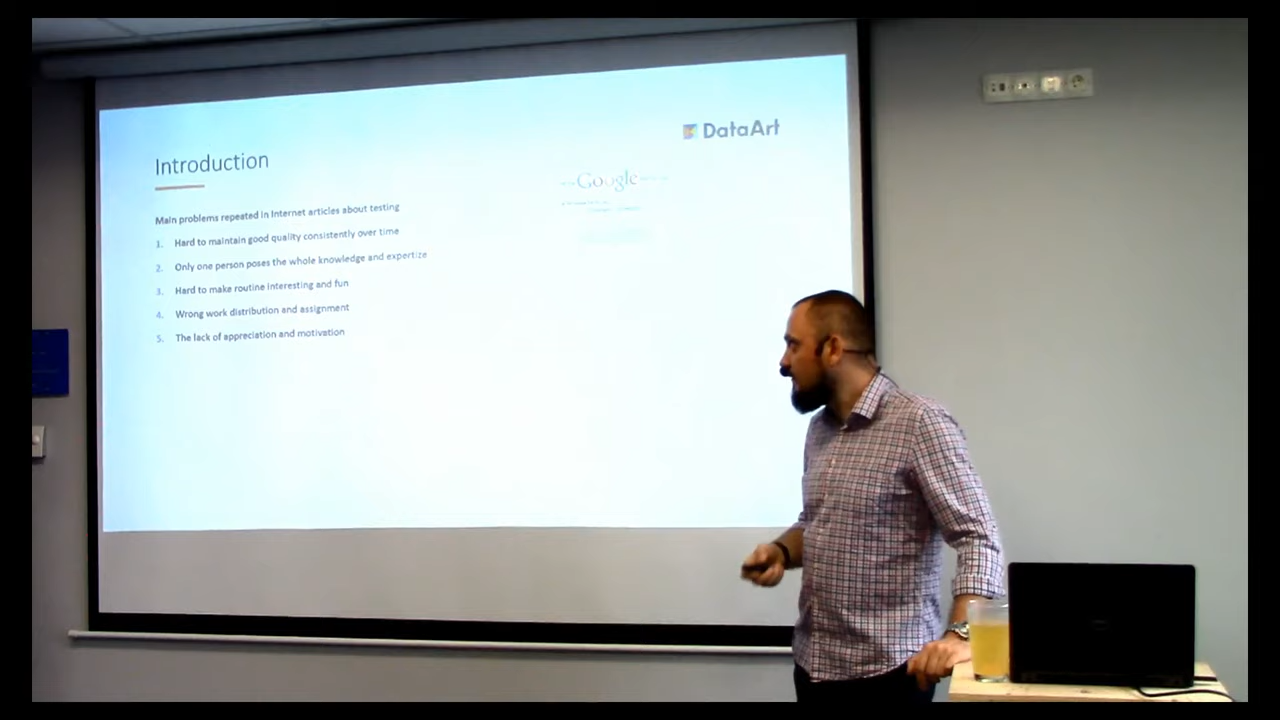 DataArt
Introduction
Google
Main problems repeated in Internet articles about testing
1. Hard to maintain good quality consistently over time
2. Only one person poses the whole knowledge and expertize
3. Hard to make routine interesting and fun
4. Wrong work distribution and assignment
5. The lack of appreciation and motivation